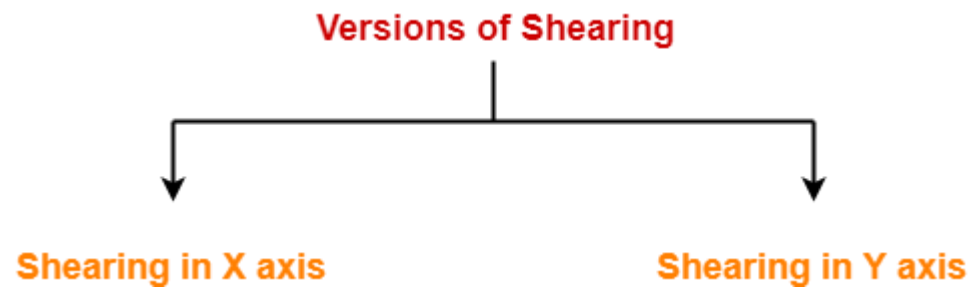 Versions of Shearing
Shearing in X axis
Shearing in Y axis